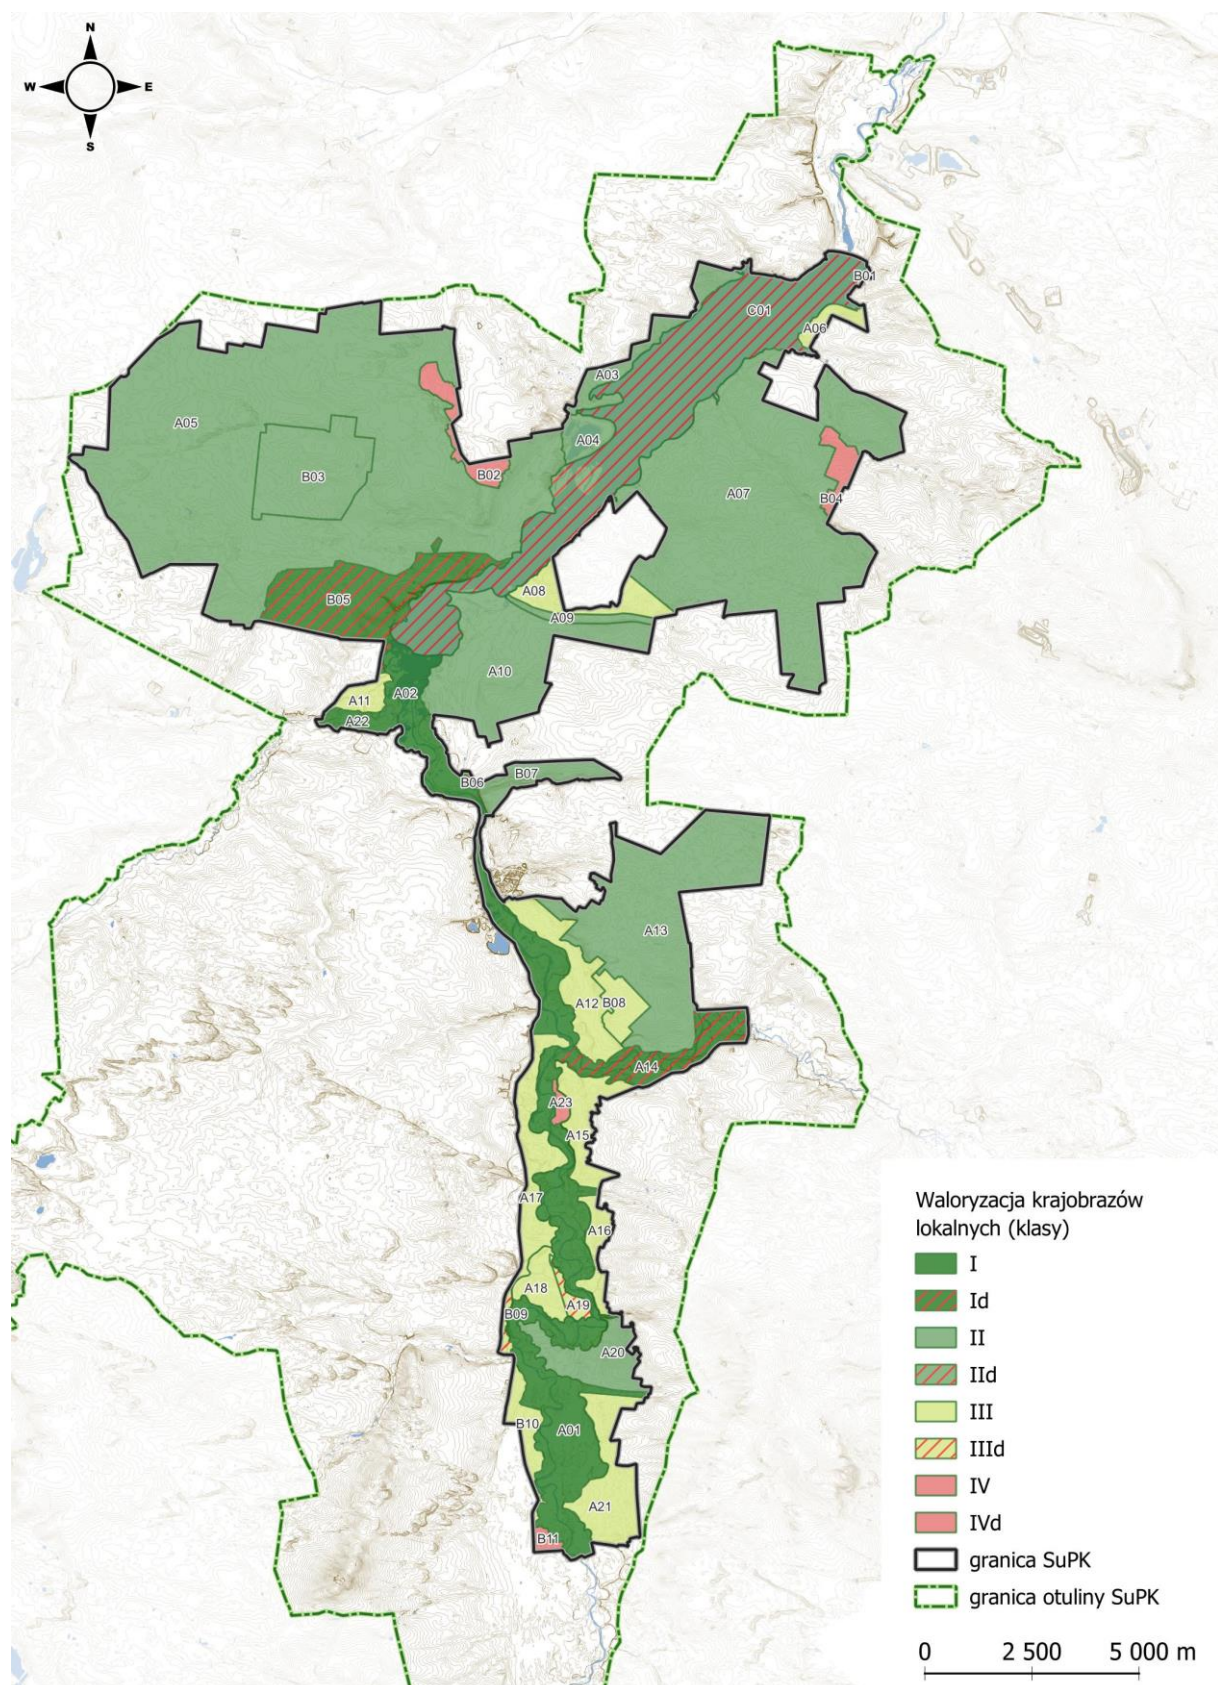 N
W E
S
B01
C01
A06
A03
A05
A04
B03
B02
A07
B04
A08
B05
A09
A10
A02
A11
A22
B07
B06
A13
A12 B08
A14
A23
A15
A17
A16
A18
A19
B09
A20
B10
A01
A21
B11
Waloryzacja krajobrazów
lokalnych (klasy)
I
Id
II
IId
III
IIId
IV
IVd
granica SuPK
granica otuliny SuPK
0 2 500 5 000 m